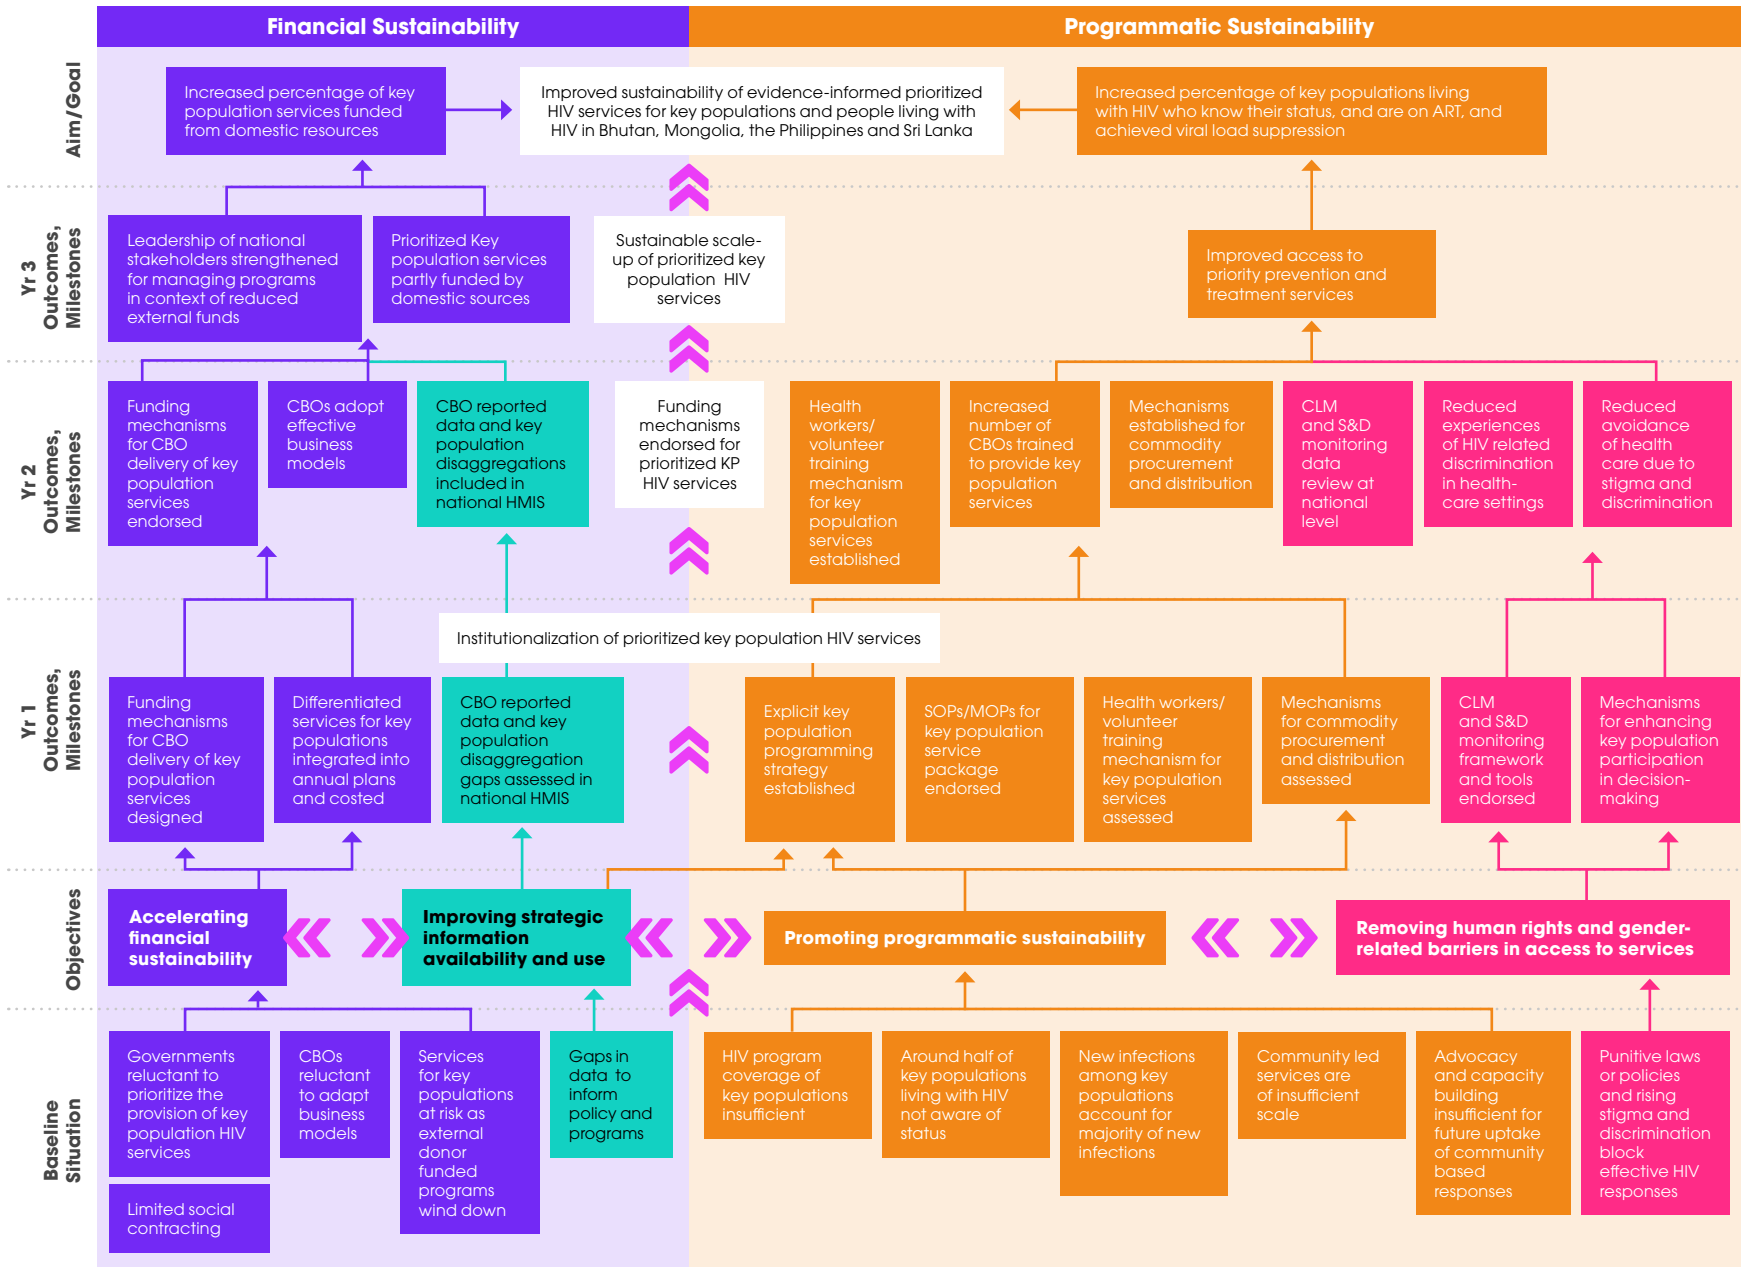 Financial Sustainability
Programmatic Sustainability
Aim/Goal
Increased percentage of key
population services funded
from domestic resources
Improved sustainability of evidence-informed prioritized
HIV services for key populations and people living with
HIV in Bhutan, Mongolia, the Philippines and Sri Lanka
Increased percentage of key populations living
with HIV who know their status, and are on ART, and
achieved viral load suppression
Yr 3
Outcomes,
Milestones
Leadership of national
stakeholders strengthened
for managing programs
in context of reduced
external funds
Prioritized Key
population services
partly funded by
domestic sources
Sustainable scale-
up of prioritized key
population HIV
services
Improved access to
priority prevention and
treatment services
Yr 2
Outcomes,
Milestones
Funding
mechanisms
for CBO
delivery of key
population
services
endorsed
CBOs adopt
effective
business
models
CBO reported
data and key
population
disaggregations
included in
national HMIS
Funding
mechanisms
endorsed for
prioritized KP
HIV services
Health
workers/
volunteer
training
mechanism
for key
population
services
established
Increased
number of
CBOs trained
to provide key
population
services
Mechanisms
established for
commodity
procurement
and distribution
CLM
and S&D
monitoring
data
review at
national
level
Reduced
experiences
of HIV related
discrimination
in health-
care settings
Reduced
avoidance
of health
care due to
stigma and
discrimination
Yr 1
Outcomes,
Milestones
Institutionalization of prioritized key population HIV services
Funding
mechanisms
for CBO
delivery of key
population
services
designed
Differentiated
services for key
populations
integrated into
annual plans
and costed
CBO reported
data and key
population
disaggregation
gaps assessed in
national HMIS
Explicit key
population
programming
strategy
established
SOPs/MOPs for
key population
service
package
endorsed
Health workers/
volunteer
training
mechanism for
key population
services
assessed
Mechanisms
for commodity
procurement
and distribution
assessed
CLM
and S&D
monitoring
framework
and tools
endorsed
Mechanisms
for enhancing
key population
participation
in decision-
making
Objectives
Accelerating
financial
sustainability
Improving strategic
information
availability and use
Promoting programmatic sustainability
Removing human rights and gender-
related barriers in access to services
Baseline
Situation
Governments
reluctant to
prioritize the
provision of key
population HIV
services
Limited social
contracting
CBOs
reluctant
to adapt
business
models
Services
for key
populations
at risk as
external
donor
funded
programs
wind down
Gaps in
data to
inform
policy and
programs
HIV program
coverage of
key populations
insufficient
Around half of
key populations
living with HIV
not aware of
status
New infections
among key
populations
account for
majority of new
infections
Community led
services are
of insufficient
scale
Advocacy
and capacity
building
insufficient for
future uptake
of community
based
responses
Punitive laws
or policies
and rising
stigma and
discrimination
block
effective HIV
responses